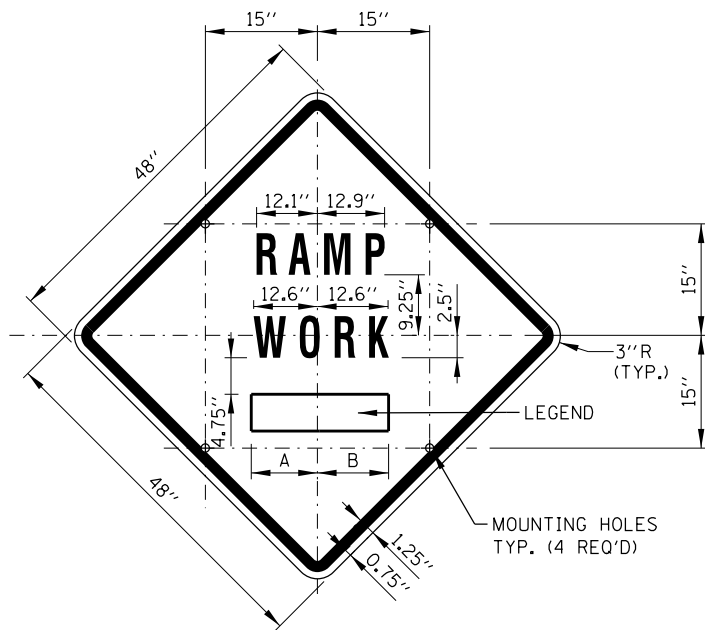 15″ 15″
48″
12.1″ 12.9″
RAMP
12.6″ 12.6″
9.25″
2.5″
15″
WORK
3″R
(TYP.)
4.75″
15″
LEGEND
A B
48″
MOUNTING HOLES
TYP. (4 REQ'D)
1.25″
0.75″